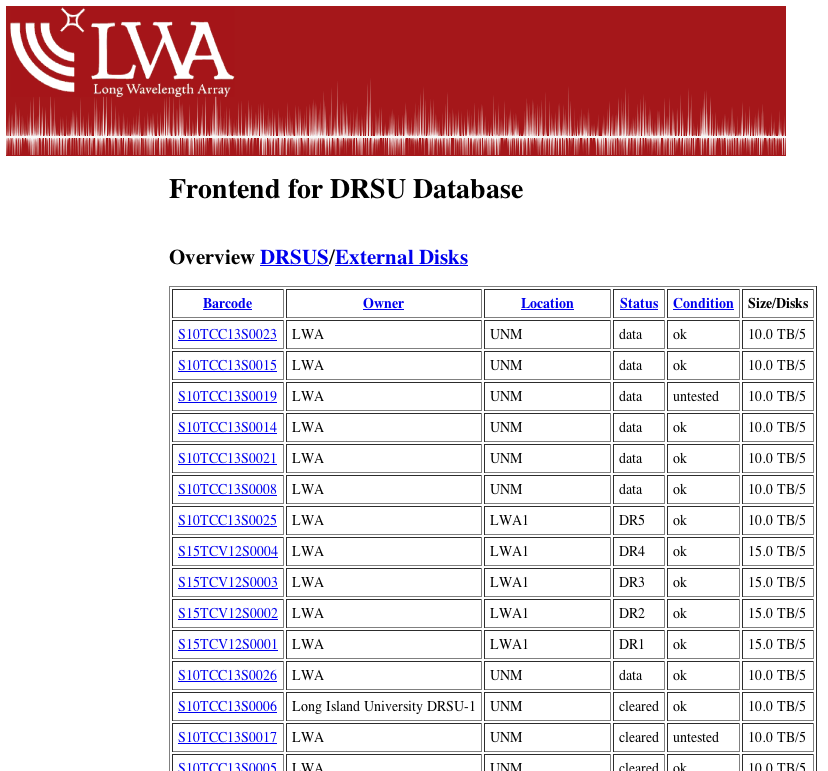 LWA
Long Wavelength Array
Frontend for DRSU Database
Overview DRSUS/External Disks
Barcode Owner Location Status Condition Size/Disks
S10TCC13S0023 LWA UNM data ok 10.0 TB/5
S10TCC13S0015 LWA UNM data ok 10.0 TB/5
S10TCC13S0019 LWA UNM data untested 10.0 TB/5
S10TCC13S0014 LWA UNM data ok 10.0 TB/5
S10TCC13S0021 LWA UNM data ok 10.0 TB/5
S10TCC13S0008 LWA UNM data ok 10.0 TB/5
S10TCC13S0025 LWA LWA1 DR5 ok 10.0 TB/5
S15TCV12S0004 LWA LWA1 DR4 ok 15.0 TB/5
S15TCV12S0003 LWA LWA1 DR3 ok 15.0 TB/5
S15TCV12S0002 LWA LWA1 DR2 ok 15.0 TB/5
S15TCV12S0001 LWA LWA1 DR1 ok 15.0 TB/5
S10TCC13S0026 LWA UNM data ok 10.0 TB/5
S10TCC13S0006 Long Island University DRSU-1 UNM cleared ok 10.0 TB/5
S10TCC13S0017 LWA UNM cleared untested 10.0 TB/5
S10TCC13S0005 LWA UNM cleared ok 10.0 TB/5